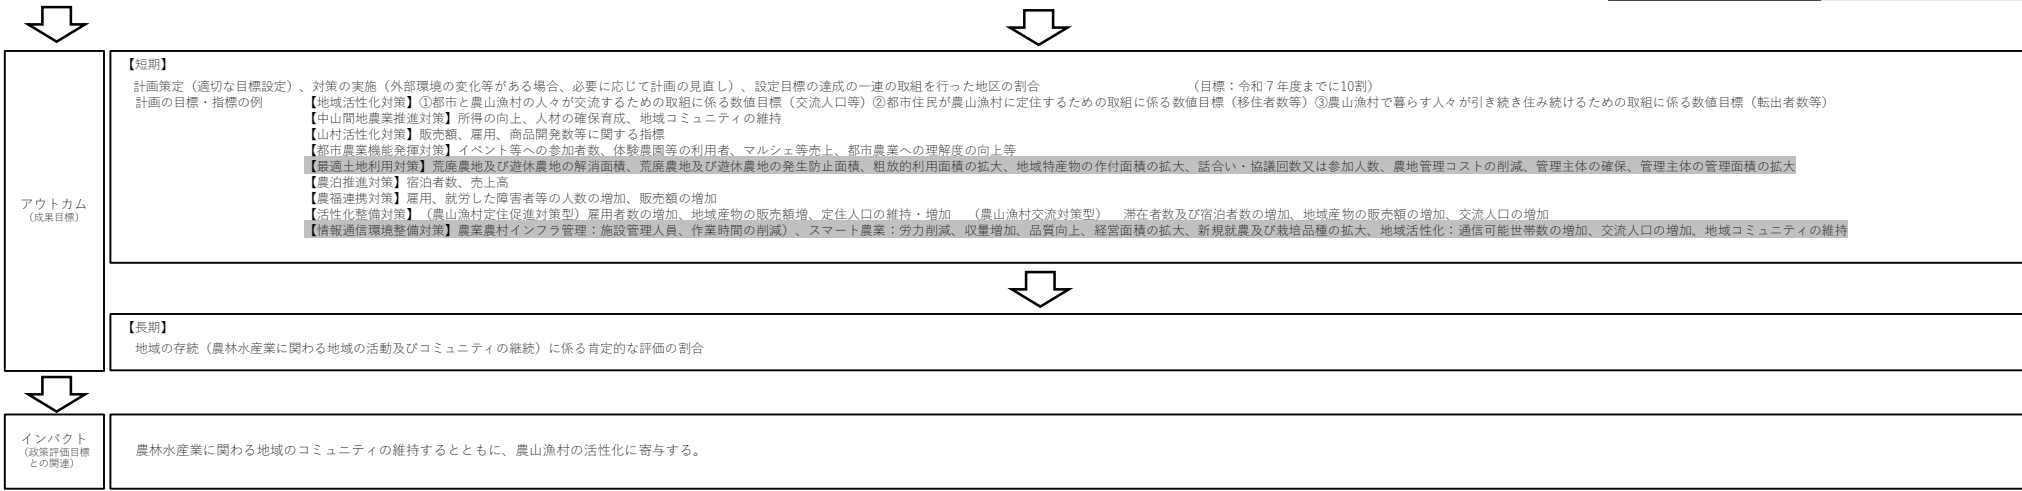 アウトカム
（成果目標）
【短期】
計画策定（適切な目標設定）、対策の実施（外部環境の変化等がある場合、必要に応じて計画の見直し）、設定目標の達成の一連の取組を行った地区の割合　（目標：令和７年度までに10割）
計画の目標・指標の例　【地域活性化対策】①都市と農山漁村の人々が交流するための取組に係る数値目標（交流人口等）②都市住民が農山漁村に定住するための取組に係る数値目標（移住者数等）③農山漁村で暮らす人々が引き続き住み続けるための取組に係る数値目標（転出者数等）
【中山間地農業推進対策】所得の向上、人材の確保育成、地域コミュニティの維持
【山村活性化対策】販売額、雇用、商品開発数等に関する指標
【都市農業機能発揮対策】イベント等への参加者数、体験農園等の利用者、マルシェ等売上、都市農業への理解度の向上等
【最適土地利用対策】荒廃農地及び遊休農地の解消面積、荒廃農地及び遊休農地の発生防止面積、粗放的利用面積の拡大、地域特産物の作付面積の拡大、話合い・協議回数又は参加人数、農地管理コストの削減、管理主体の確保、管理主体の管理面積の拡大
【農泊推進対策】宿泊者数、売上高
【農福連携対策】雇用、就労した障害者等の人数の増加、販売額の増加
【活性化整備対策】（農山漁村定住促進対策型）雇用者数の増加、地域産物の販売額増、定住人口の維持・増加　（農山漁村交流対策型）　滞在者数及び宿泊者数の増加、地域産物の販売額の増加、交流人口の増加
【情報通信環境整備対策】農業農村インフラ管理：施設管理人員、作業時間の削減）、スマート農業：労力削減、収量増加、品質向上、経営面積の拡大、新規就農及び栽培品種の拡大、地域活性化：通信可能世帯数の増加、交流人口の増加、地域コミュニティの維持
【長期】
地域の存続（農林水産業に関わる地域の活動及びコミュニティの継続）に係る肯定的な評価の割合
インパクト
（政策評価目標
との関連）
農林水産業に関わる地域のコミュニティの維持するとともに、農山漁村の活性化に寄与する。